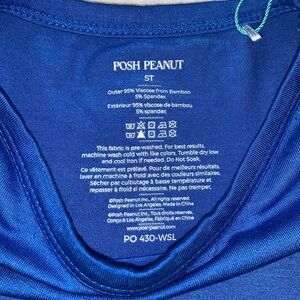 POSH PEANUT
5T
Outer 95% Viscose from Bamboo
5% Spandex
Extérieur 95% viscose de bambou
5% Spandex
This fabric is pre-washed. For best results,
machine wash cold with like colors. Tumble dry low
and cool Iron if needed. Do Not Soak.
Ce vêtement est prélavé. Pour de meilleurs résultats,
laver en machine à froid avec des couleurs similaires.
Sécher par culbutage à basse température et
repasser à froid si nécessaire. Ne pas tremper.
©Posh Peanut Inc., All rights reserved.
Designed in Los Angeles, Made in China
©Posh Peanut Inc., Tous droits réservés.
Conçu à Los Angeles, Fabriqué en Chine
www.poshpeanut.com
PO 430-WSL